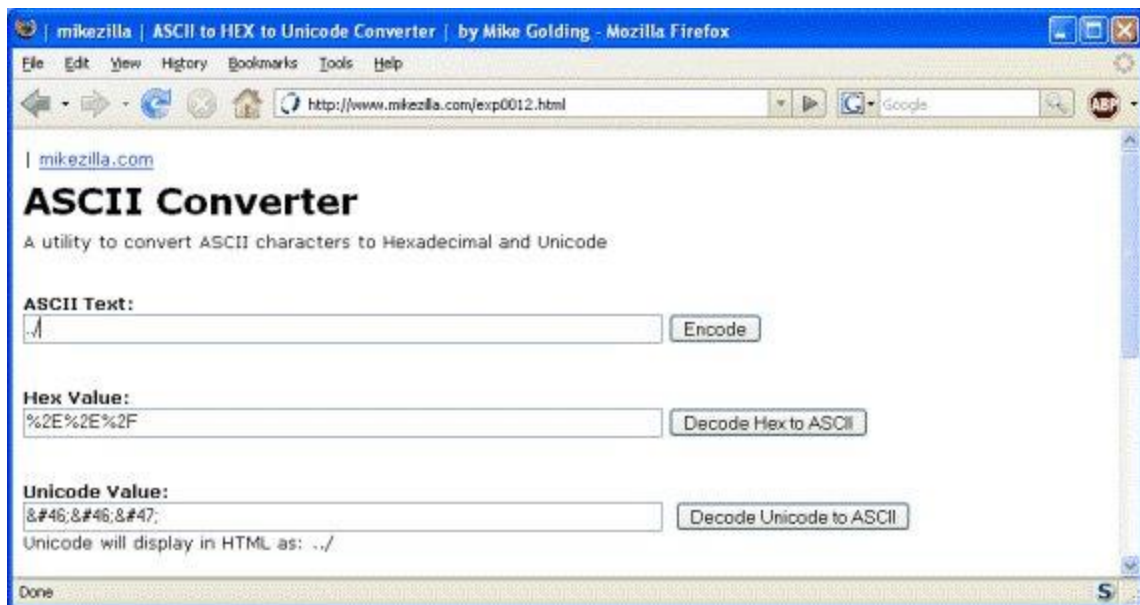 | mikezilla | ASCII to HEX to Unicode Converter | by Mike Golding - Mozilla Firefox
File Edit View History Bookmarks Tools Help
http://www.mikezilla.com/exp0012.html G Google ABP
| mikezilla.com
ASCII Converter
A utility to convert ASCII characters to Hexadecimal and Unicode
ASCII Text:
../ Encode
Hex Value:
%2E%2E%2F Decode Hex to ASCII
Unicode Value:
&#46;&#46;&#47; Decode Unicode to ASCII
Unicode will display in HTML as: ../
Done S